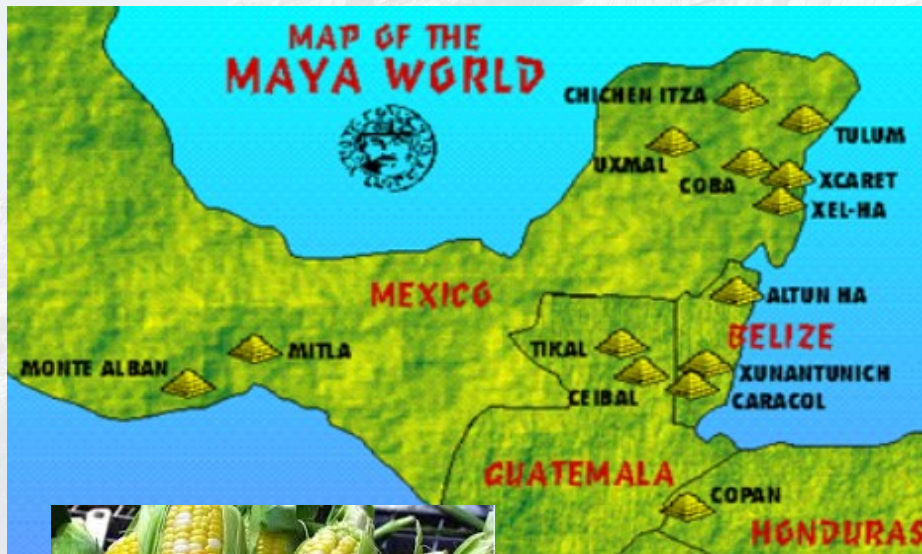 MAP OF THE
MAYA WORLD
CHICHEN ITZA
TULUM
UXMAL
COBA
XCARET
XEL-HA
MEXICO
ALTUN HA
BELIZE
TIKAL
MITLA
MONTE ALBAN
XUNANTUNICH
CEIBAL
CARACOL
GUATEMALA
COPAN
HONDURAS